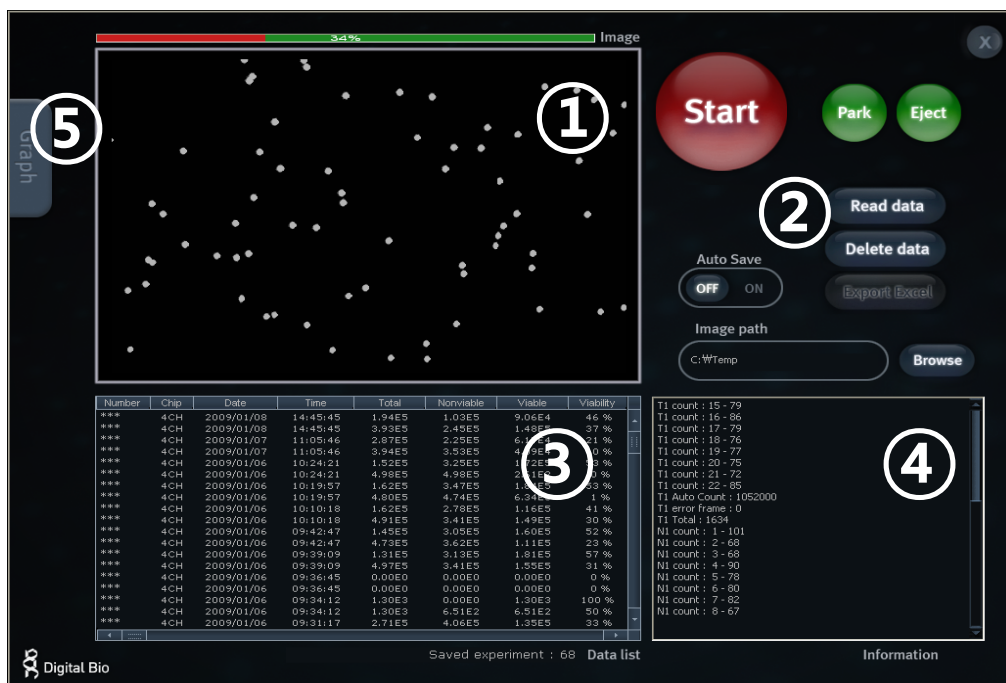 34% Image
X
①
Start
Park
Eject
⑤
Graph
②
Read data
Delete data
Auto Save
OFF ON
Export Excel
Image path
C:₩Temp
Browse
Number Chip Date Time Total Nonviable Viable Viability
*** 4CH 2009/01/08 14:45:45 1.94E5 1.03E5 9.06E4 46 %
*** 4CH 2009/01/08 14:45:45 3.93E5 2.45E5 1.48E5 37 %
*** 4CH 2009/01/07 11:05:46 2.87E5 2.25E5 21 %
*** 4CH 2009/01/07 11:05:46 3.94E5 3.53E5
*** 4CH 2009/01/06 10:24:21 1.52E5 3.25E5
*** 4CH 2009/01/06 10:24:21 4.98E5 4.98E5
*** 4CH 2009/01/06 10:19:57 1.62E5 3.47E5
*** 4CH 2009/01/06 10:19:57 4.80E5 4.74E5 1 %
*** 4CH 2009/01/06 10:10:18 1.62E5 2.78E5 1.16E5 41 %
*** 4CH 2009/01/06 10:10:18 4.91E5 3.41E5 1.49E5 30 %
*** 4CH 2009/01/06 09:42:47 1.45E5 3.05E5 1.60E5 52 %
*** 4CH 2009/01/06 09:42:47 4.73E5 3.62E5 1.11E5 23 %
*** 4CH 2009/01/06 09:39:09 1.31E5 3.13E5 1.81E5 57 %
*** 4CH 2009/01/06 09:39:09 4.97E5 3.41E5 1.55E5 31 %
*** 4CH 2009/01/06 09:36:45 0.00E0 0.00E0 0.00E0 0 %
*** 4CH 2009/01/06 09:36:45 0.00E0 0.00E0 0.00E0 0 %
*** 4CH 2009/01/06 09:34:12 1.30E3 0.00E0 1.30E3 100 %
*** 4CH 2009/01/06 09:34:12 1.30E3 6.51E2 6.51E2 50 %
*** 4CH 2009/01/06 09:31:17 2.71E5 4.06E5 1.35E5 33 %
③
T1 count : 15 - 79
T1 count : 16 - 86
T1 count : 17 - 79
T1 count : 18 - 76
T1 count : 19 - 77
T1 count : 20 - 75
T1 count : 21 - 72
T1 count : 22 - 85
T1 Auto Count : 1052000
T1 error frame : 0
T1 Total : 1634
N1 count : 1 - 101
N1 count : 2 - 68
N1 count : 3 - 68
N1 count : 4 - 90
N1 count : 5 - 78
N1 count : 6 - 80
N1 count : 7 - 82
N1 count : 8 - 67
④
Saved experiment : 68 Data list
Information
Digital Bio